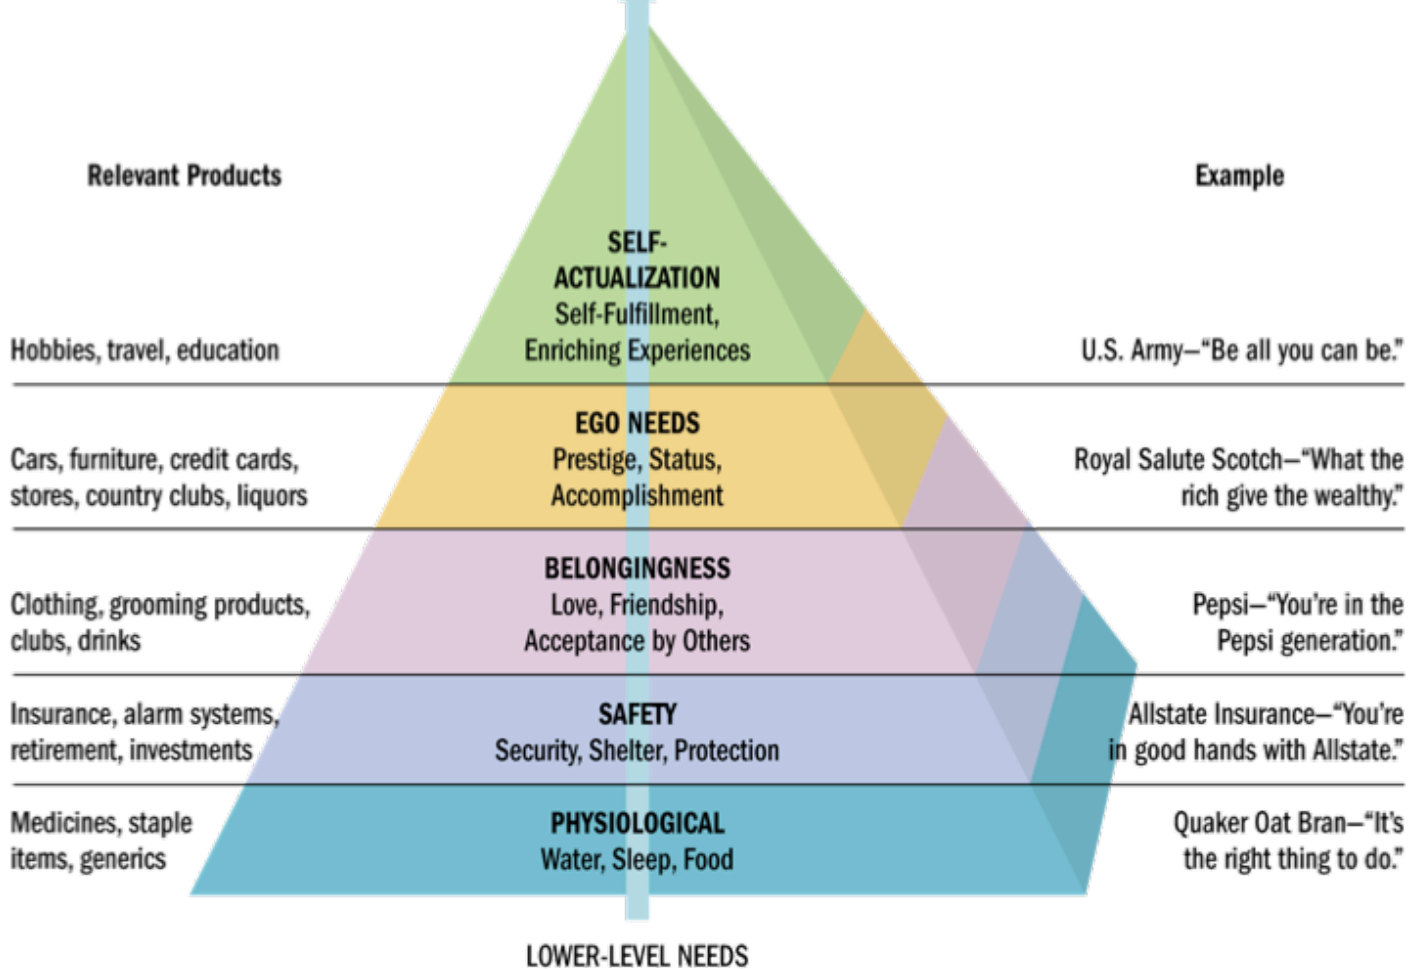 Relevant Products
Example
SELF-
ACTUALIZATION
Self-Fulfillment,
Enriching Experiences
Hobbies, travel, education
U.S. Army—“Be all you can be.”
EGO NEEDS
Prestige, Status,
Accomplishment
Cars, furniture, credit cards,
stores, country clubs, liquors
Royal Salute Scotch—“What the
rich give the wealthy.”
BELONGINGNESS
Love, Friendship,
Acceptance by Others
Clothing, grooming products,
clubs, drinks
Pepsi—“You’re in the
Pepsi generation.”
SAFETY
Security, Shelter, Protection
Insurance, alarm systems,
retirement, investments
Allstate Insurance—“You’re
in good hands with Allstate.”
PHYSIOLOGICAL
Water, Sleep, Food
Medicines, staple
items, generics
Quaker Oat Bran—“It’s
the right thing to do.”
LOWER-LEVEL NEEDS